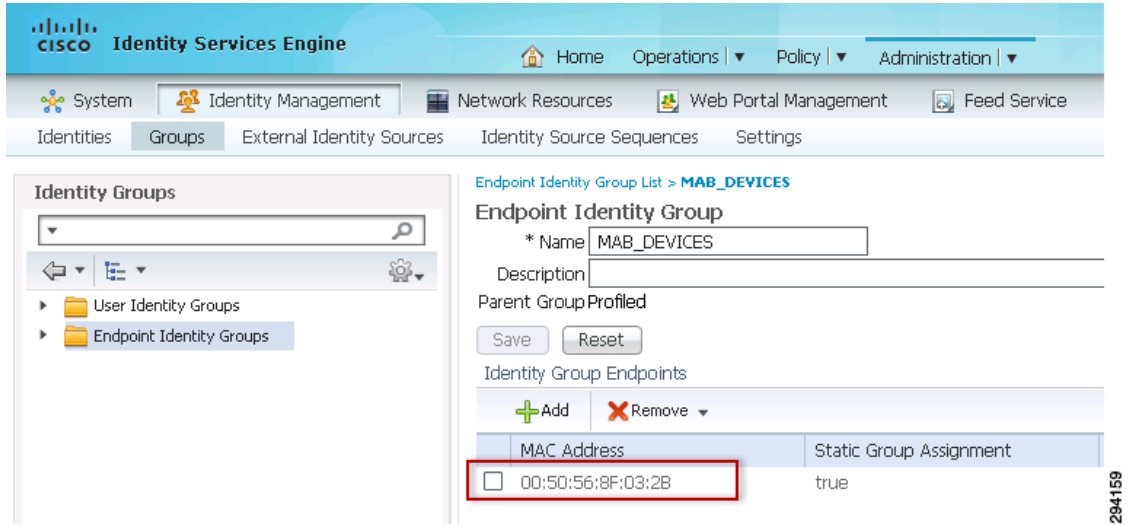 CISCO Identity Services Engine
Home Operations | ▼ Policy | ▼ Administration | ▼
System Identity Management Network Resources Web Portal Management Feed Service
Identities Groups External Identity Sources Identity Source Sequences Settings
Identity Groups
User Identity Groups
Endpoint Identity Groups
Endpoint Identity Group List > MAB_DEVICES
Endpoint Identity Group
* Name MAB_DEVICES
Description
Parent Group Profiled
Save Reset
Identity Group Endpoints
Add Remove
MAC Address Static Group Assignment
00:50:56:8F:03:2B true
294159